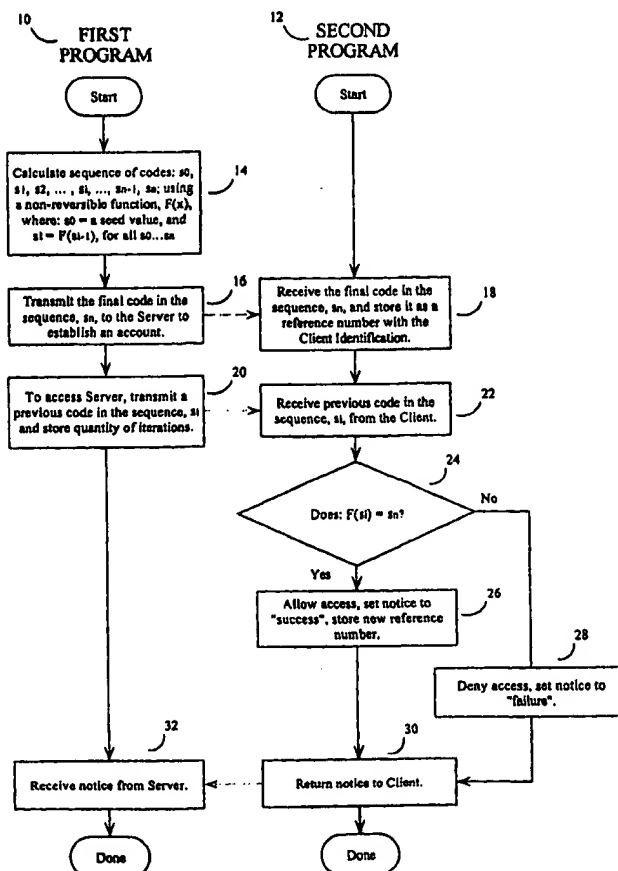 10
FIRST
PROGRAM
12
SECOND
PROGRAM
Start
Start
14
Calculate sequence of codes: s0,
s1, s2, ... , si, ..., sn-1, sn; using
a non-reversible function, F(x),
where: s0 = a seed value, and
si = F(si-1), for all s0...sn
16
Transmit the final code in the
sequence, sn, to the Server to
establish an account.
18
Receive the final code in the
sequence, sn, and store it as a
reference number with the
Client Identification.
20
To access Server, transmit a
previous code in the sequence, si
and store quantity of iterations.
22
Receive previous code in the
sequence, si, from the Client.
24
Does: F(si) = sn?
No
Yes
26
Allow access, set notice to
"success", store new reference
number.
28
Deny access, set notice to
"failure".
32
Receive notice from Server.
30
Return notice to Client.
Done
Done